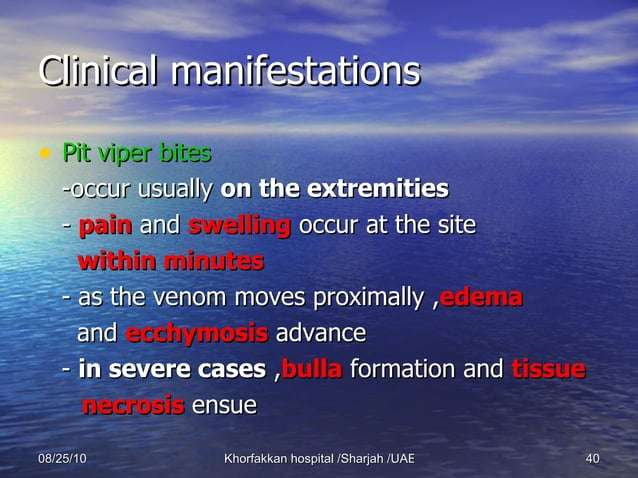 Clinical manifestations
• Pit viper bites
-occur usually on the extremities
- pain and swelling occur at the site
within minutes
- as the venom moves proximally ,edema
and ecchymosis advance
- in severe cases ,bulla formation and tissue
necrosis ensue
08/25/10 Khorfakkan hospital /Sharjah /UAE 40